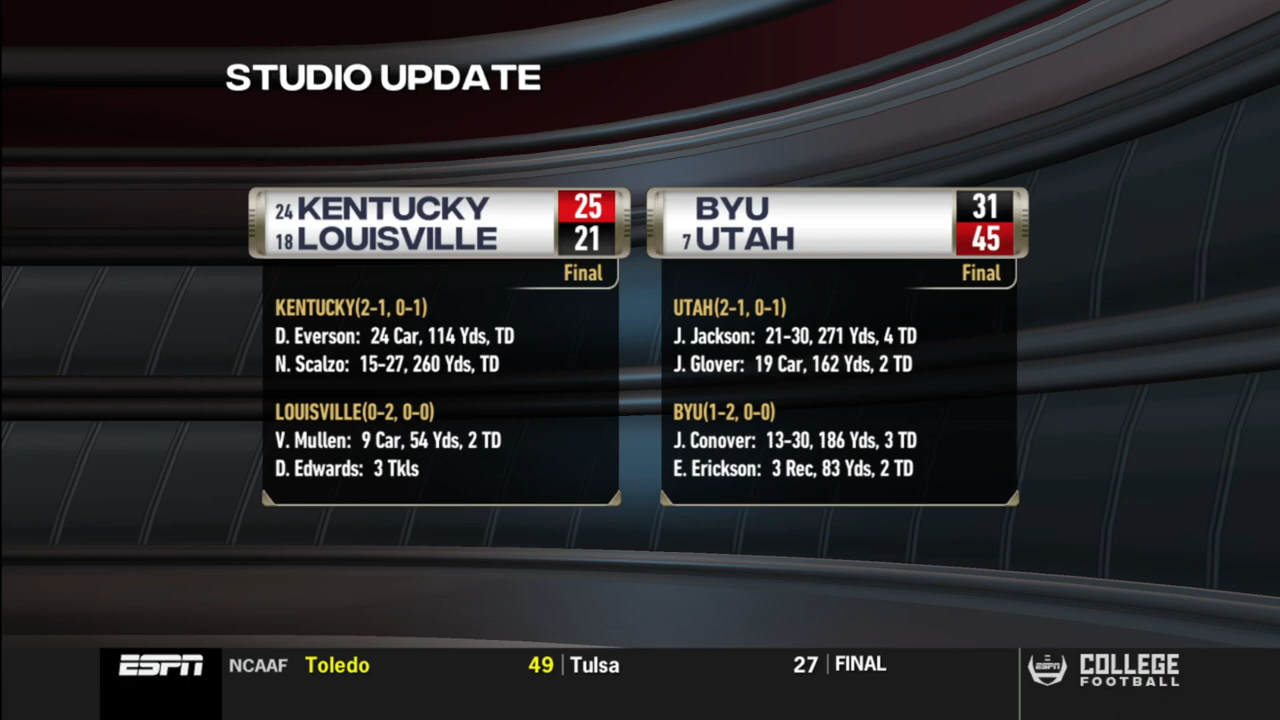 STUDIO UPDATE
24 KENTUCKY 25
18 LOUISVILLE 21
Final
KENTUCKY(2-1, 0-1)
D. Everson: 24 Car, 114 Yds, TD
N. Scalzo: 15-27, 260 Yds, TD
LOUISVILLE(0-2, 0-0)
V. Mullen: 9 Car, 54 Yds, 2 TD
D. Edwards: 3 Tkls
BYU 31
7 UTAH 45
Final
UTAH(2-1, 0-1)
J. Jackson: 21-30, 271 Yds, 4 TD
J. Glover: 19 Car, 162 Yds, 2 TD
BYU(1-2, 0-0)
J. Conover: 13-30, 186 Yds, 3 TD
E. Erickson: 3 Rec, 83 Yds, 2 TD
ESPN NCAAF Toledo 49 Tulsa 27 FINAL
ESPN COLLEGE
FOOTBALL